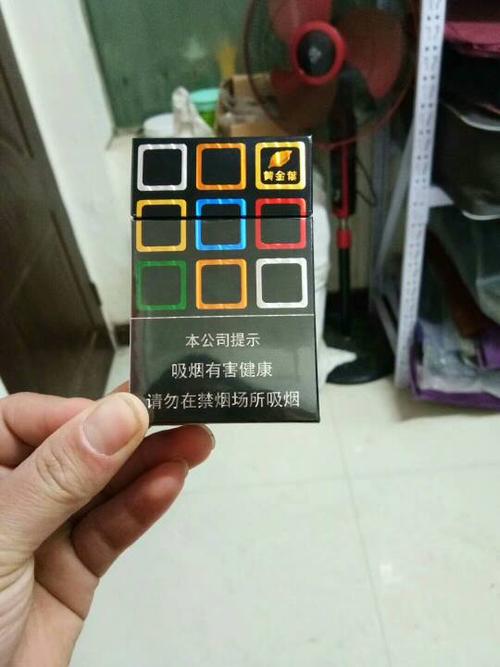 黄金叶
本公司提示
吸烟有害健康
请勿在禁烟场所吸烟